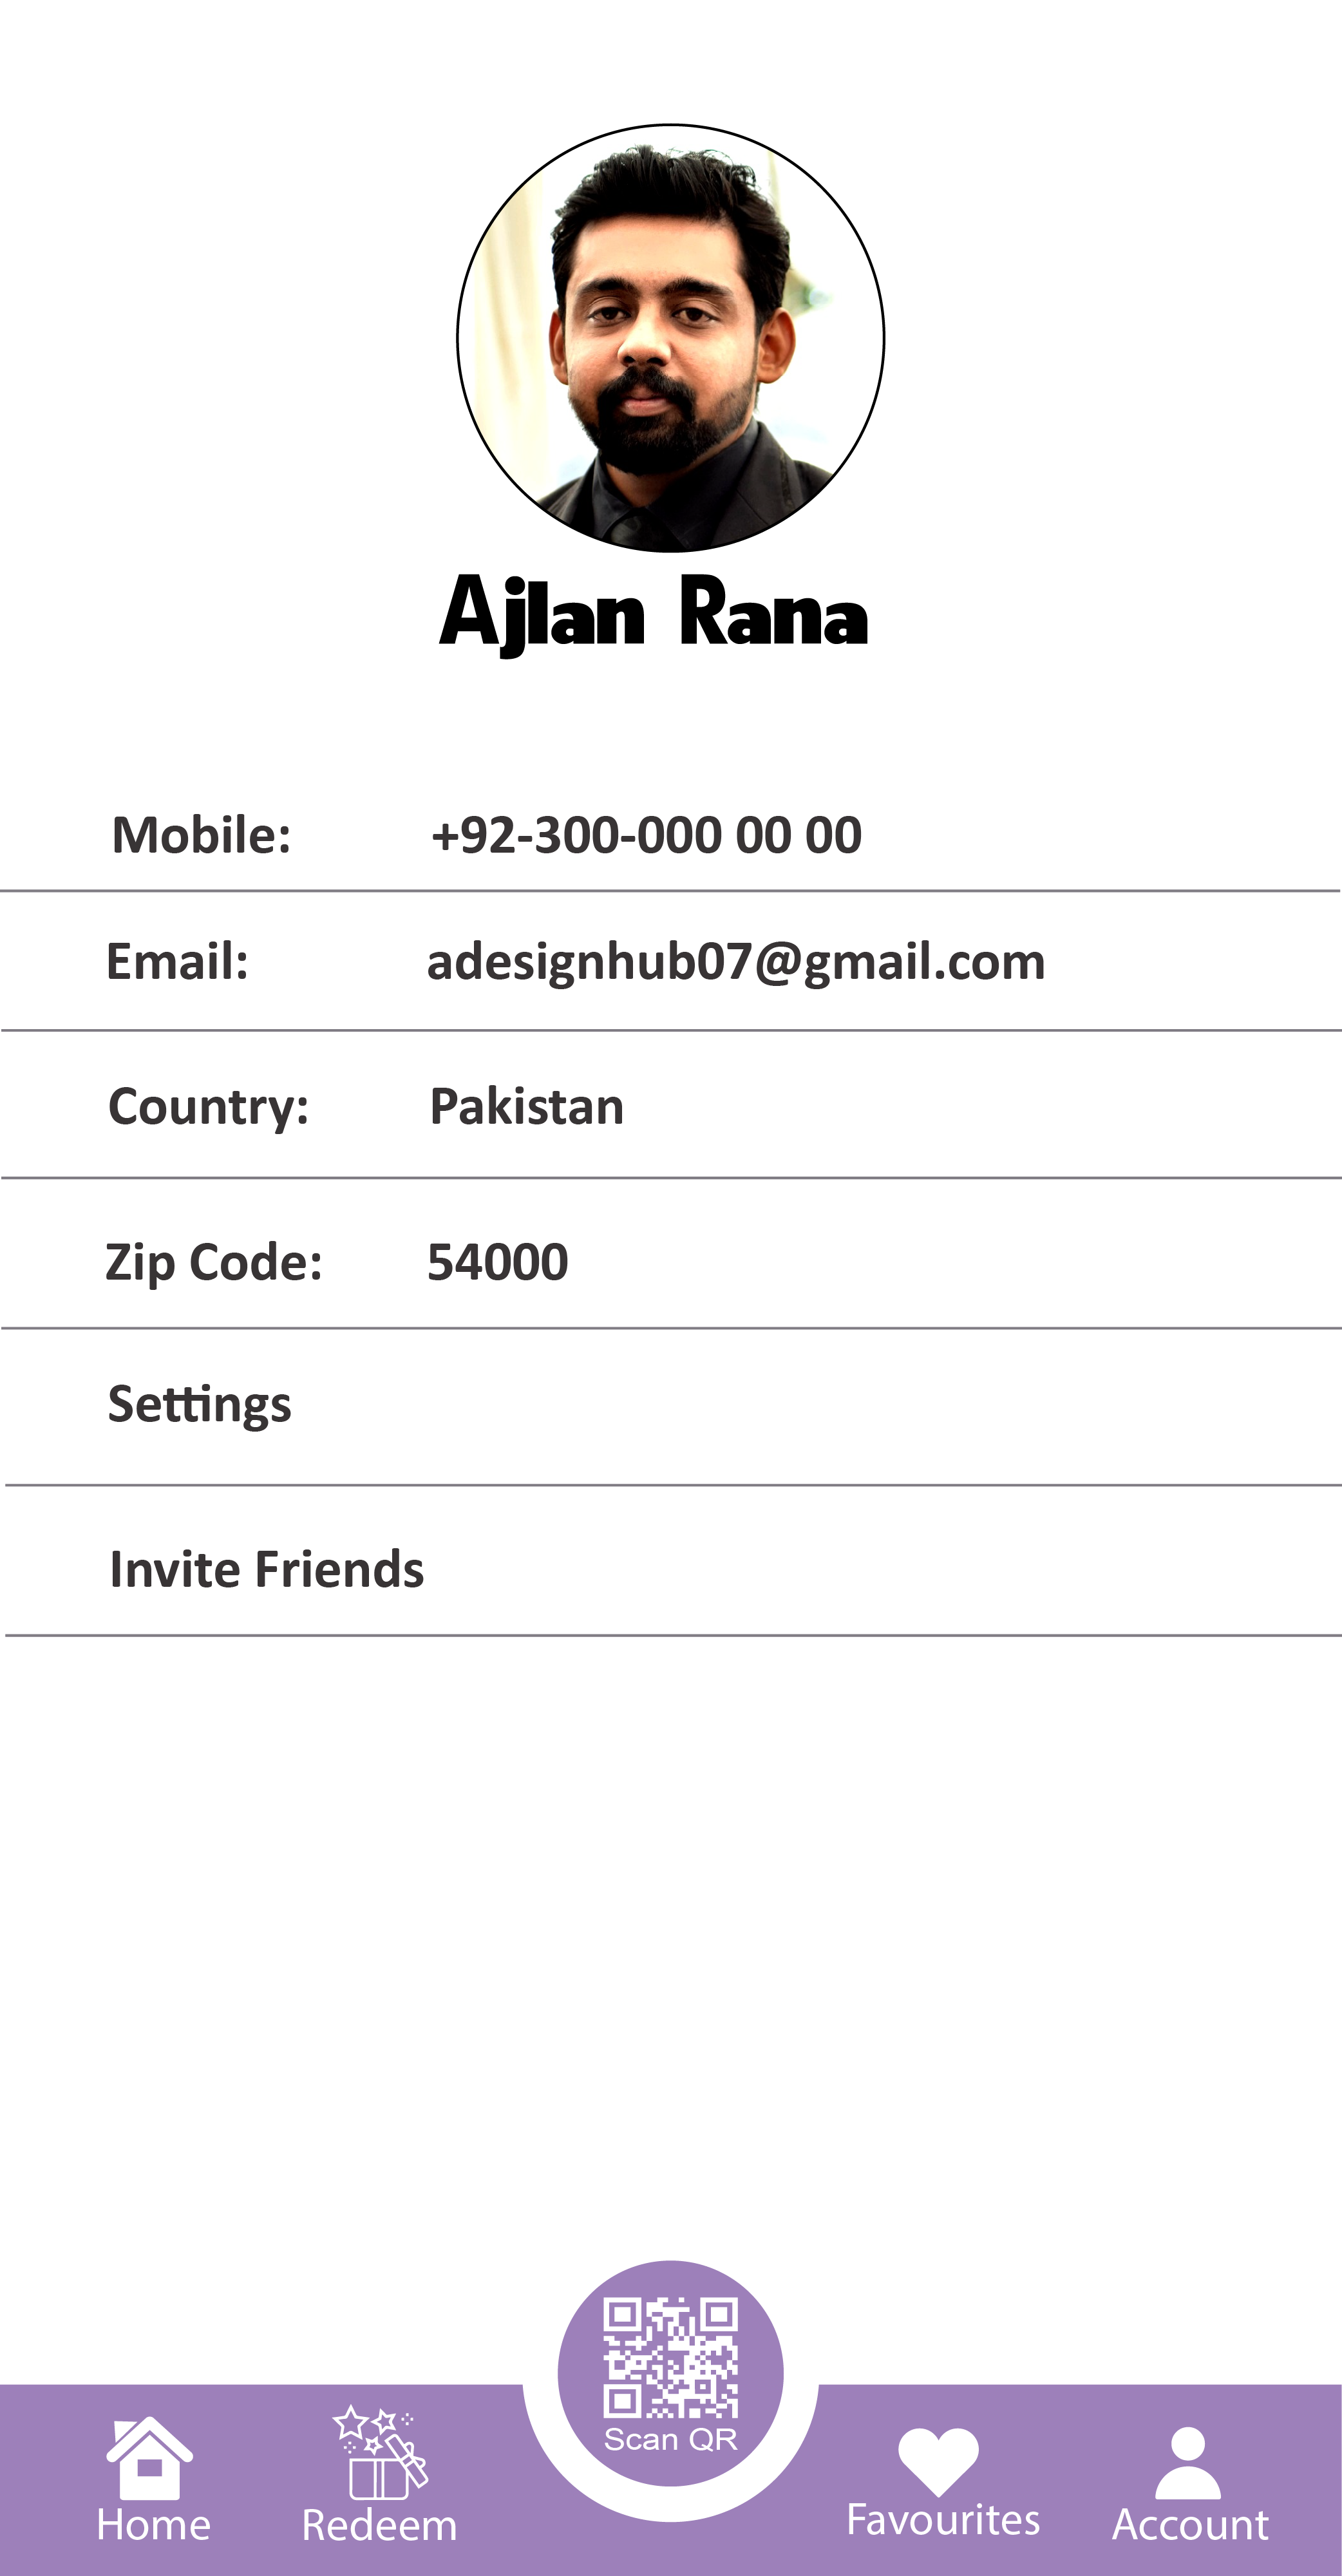 Ajlan Rana
Mobile: +92-300-000 00 00
Email: adesignhub07@gmail.com
Country: Pakistan
Zip Code: 54000
Settings
Invite Friends
Scan QR
Home Redeem Favourites Account